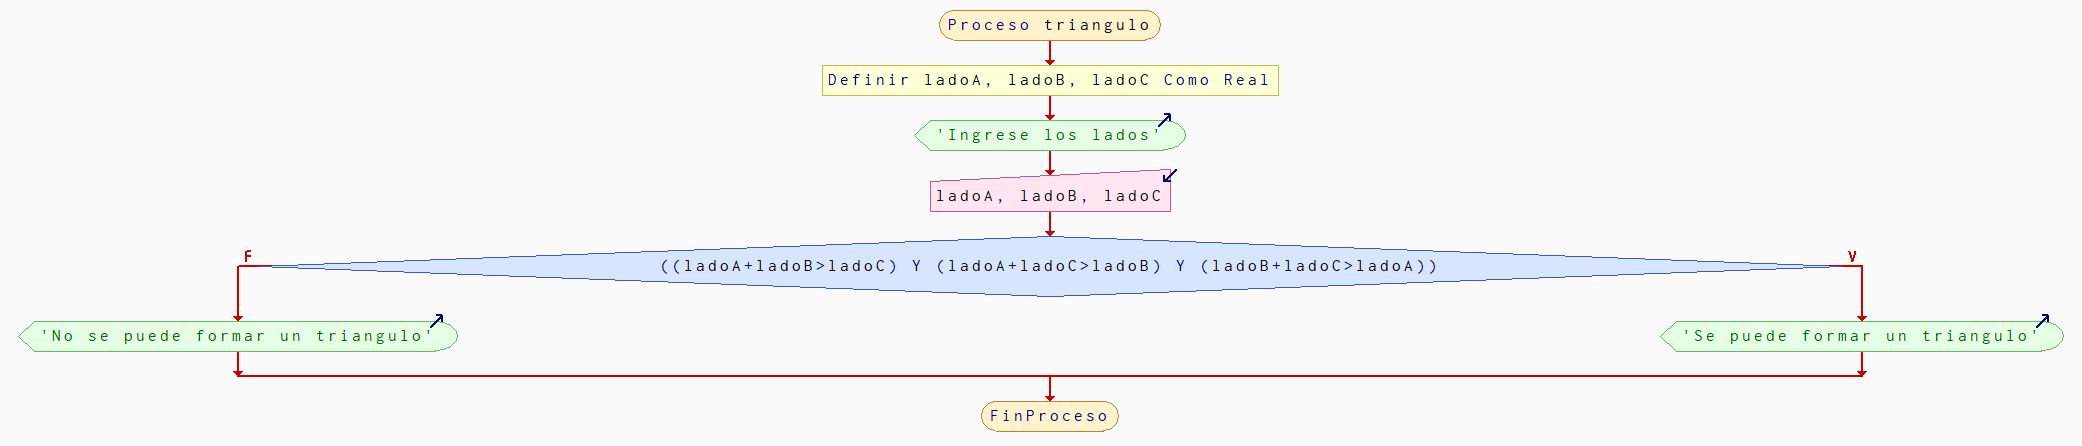 Proceso triangulo
Definir ladoA, ladoB, ladoC Como Real
'Ingrese los lados'
ladoA, ladoB, ladoC
F
V
((ladoA+ladoB>ladoC) Y (ladoA+ladoC>ladoB) Y (ladoB+ladoC>ladoA))
'No se puede formar un triangulo'
'Se puede formar un triangulo'
FinProceso